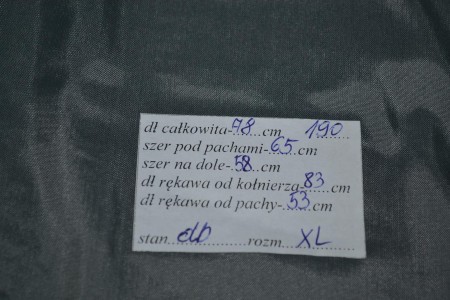 dł całkowita-78...cm 190
szer pod pachami-65...cm
szer na dole-58...cm
dł rękawa od kołnierza-83...cm
dł rękawa od pachy-53...cm
stan...db...rozm...XL